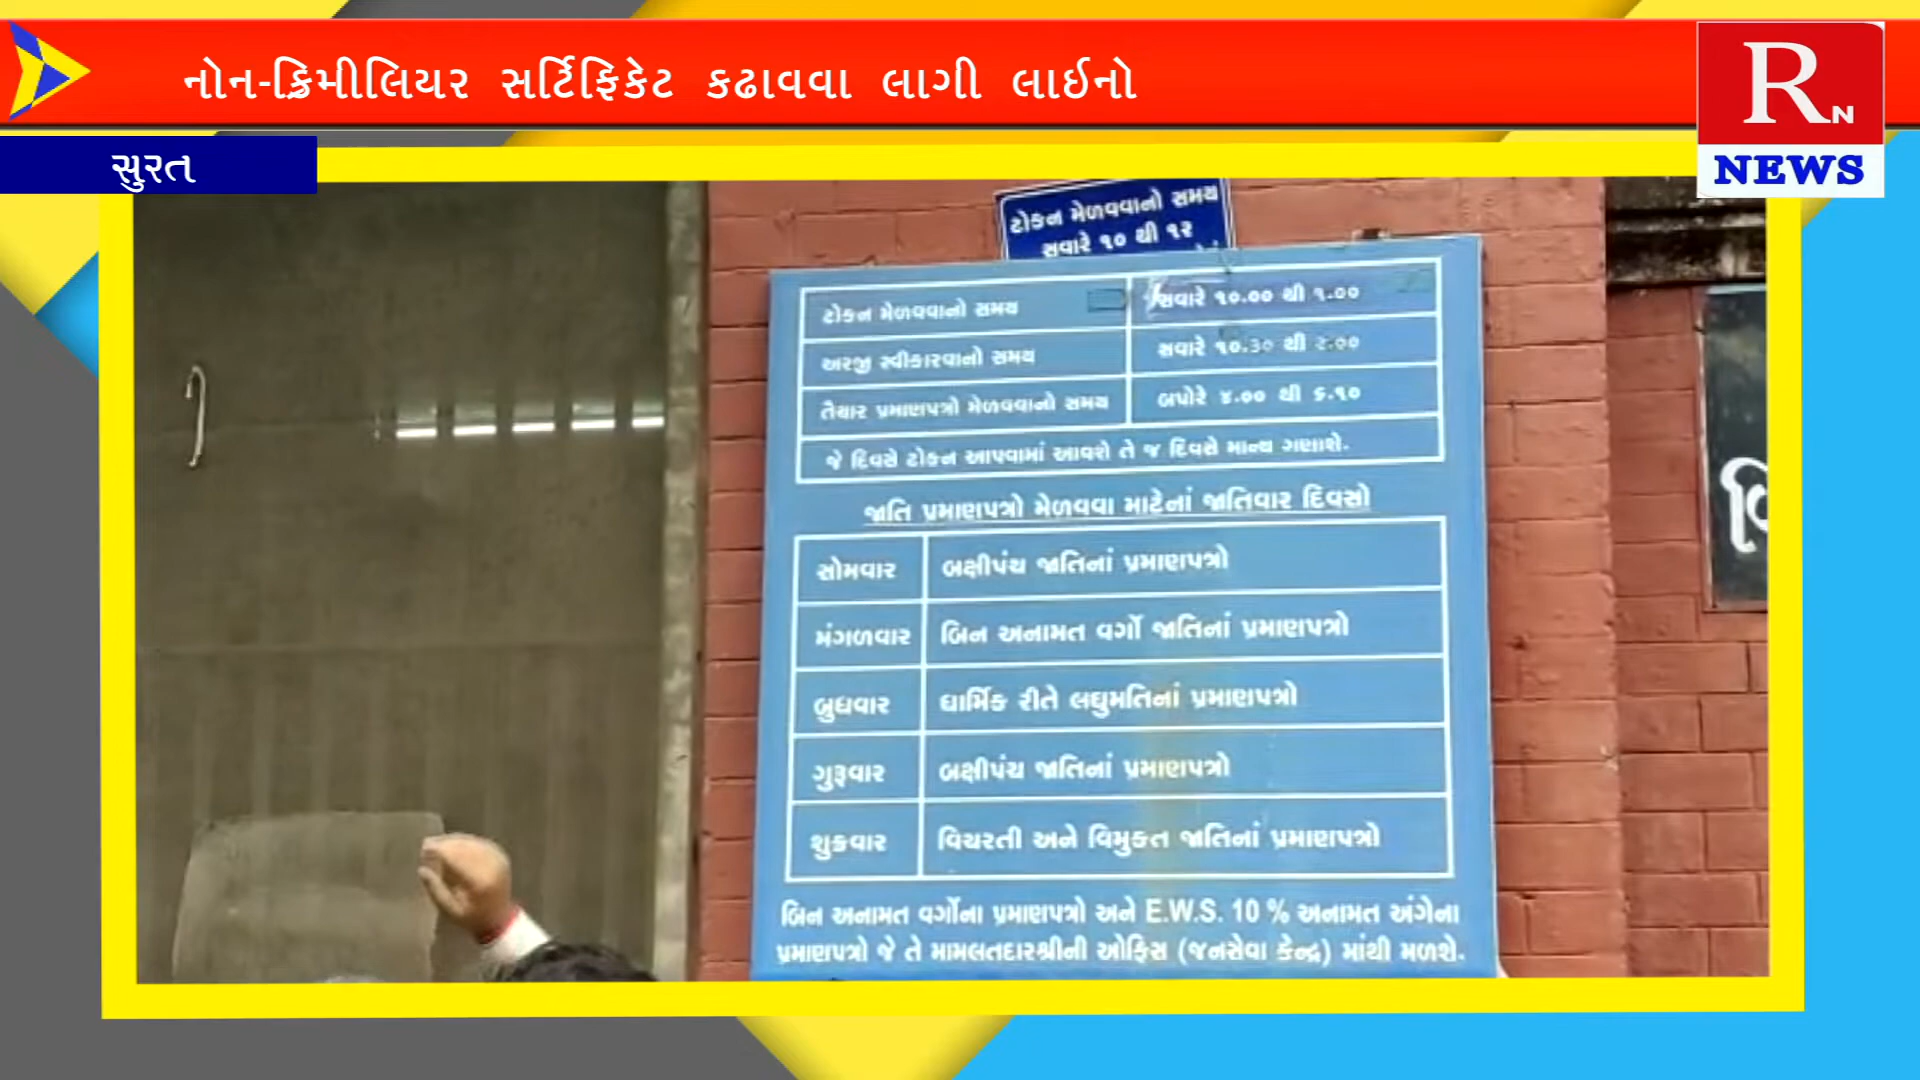 નોન-ક્રિમીલિયર સર્ટિફિકેટ કઢાવવા લાગી લાઈનો
RN
NEWS
સુરત
ટોકન મેળવવાનો સમય
સવારે ૧૦ થી ૧૨
ટોકન મેળવવાનો સમય સવારે ૧૦.૦૦ થી ૧.૦૦
અરજી સ્વીકારવાનો સમય સવારે ૧૦.૩૦ થી ૨.૦૦
તૈયાર પ્રમાણપત્રો મેળવવાનો સમય બપોરે ૪.૦૦ થી ૬.૧૦
જે દિવસે ટોકન આપવામાં આવશે તે જ દિવસે માન્ય ગણાશે.
જાતિ પ્રમાણપત્રો મેળવવા માટેનાં જાતિવાર દિવસો
સોમવાર બક્ષીપંચ જાતિનાં પ્રમાણપત્રો
મંગળવાર બિન અનામત વર્ગો જાતિનાં પ્રમાણપત્રો
બુધવાર ધાર્મિક રીતે લઘુમતિનાં પ્રમાણપત્રો
ગુરૂવાર બક્ષીપંચ જાતિનાં પ્રમાણપત્રો
શુક્રવાર વિચરતી અને વિમુક્ત જાતિનાં પ્રમાણપત્રો
બિન અનામત વર્ગોના પ્રમાણપત્રો અને E.W.S. 10 % અનામત અંગેના
પ્રમાણપત્રો જે તે મામલતદારશ્રીની ઓફિસ (જનસેવા કેન્દ્ર) માંથી મળશે.